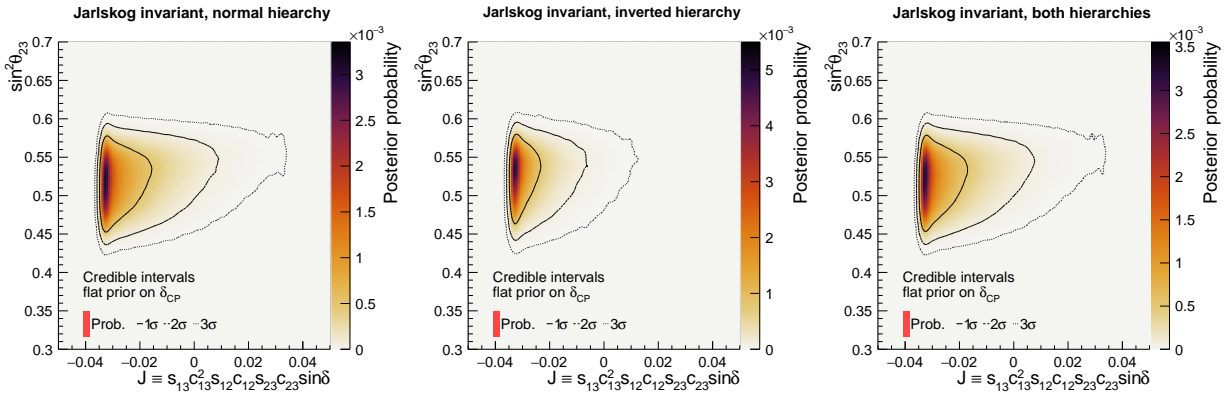 Jarlskog invariant, normal hiearchy
×10⁻³
sin²θ₂₃
0.7
0.65
0.6
0.55
0.5
0.45
0.4
0.35
0.3
3
2.5
2
1.5
1
0.5
0
Posterior probability
Credible intervals
flat prior on δ_CP
Prob. 1σ 2σ 3σ
−0.04 −0.02 0 0.02 0.04
J ≡ s₁₃c²₁₃s₁₂c₁₂s₂₃c₂₃sinδ
Jarlskog invariant, inverted hierarchy
×10⁻³
sin²θ₂₃
0.7
0.65
0.6
0.55
0.5
0.45
0.4
0.35
0.3
5
4
3
2
1
0
Posterior probability
Credible intervals
flat prior on δ_CP
Prob. 1σ 2σ 3σ
−0.04 −0.02 0 0.02 0.04
J ≡ s₁₃c²₁₃s₁₂c₁₂s₂₃c₂₃sinδ
Jarlskog invariant, both hierarchies
×10⁻³
sin²θ₂₃
0.7
0.65
0.6
0.55
0.5
0.45
0.4
0.35
0.3
3.5
3
2.5
2
1.5
1
0.5
0
Posterior probability
Credible intervals
flat prior on δ_CP
Prob. 1σ 2σ 3σ
−0.04 −0.02 0 0.02 0.04
J ≡ s₁₃c²₁₃s₁₂c₁₂s₂₃c₂₃sinδ